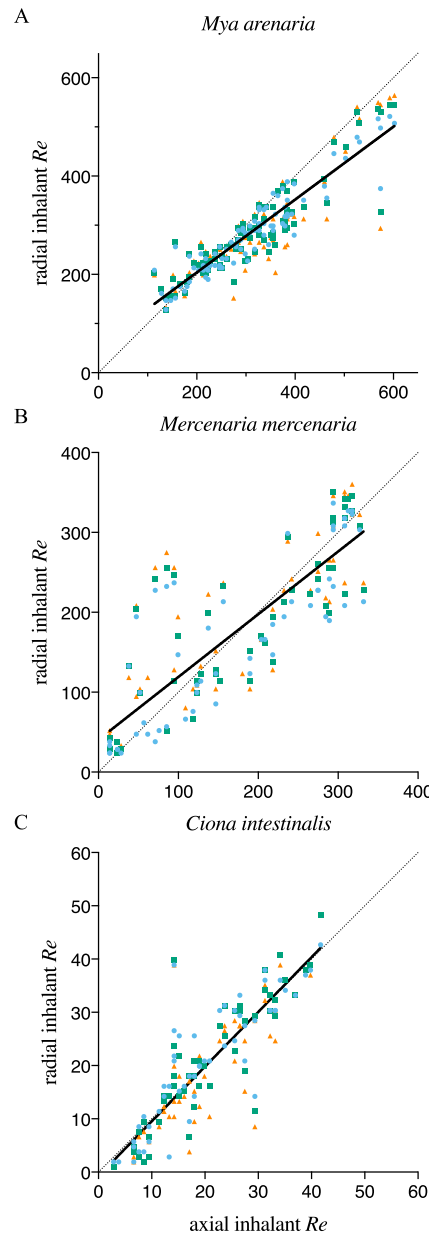 A
Mya arenaria
600
400
200
0
radial inhalant Re
0 200 400 600
B
Mercenaria mercenaria
400
300
200
100
0
radial inhalant Re
0 100 200 300 400
C
Ciona intestinalis
60
50
40
30
20
10
0
radial inhalant Re
0 10 20 30 40 50 60
axial inhalant Re